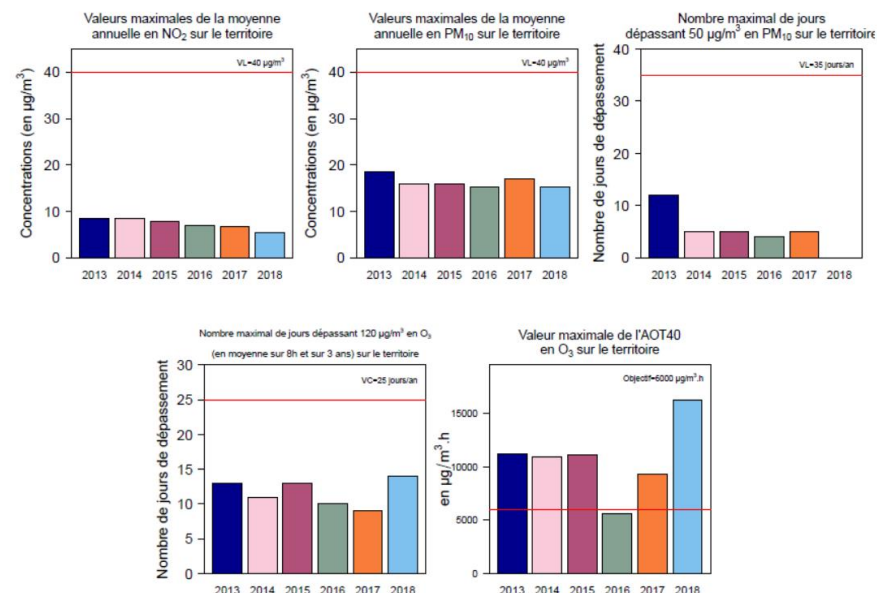 Valeurs maximales de la moyenne
annuelle en NO₂ sur le territoire
VL=40 µg/m³
Concentrations (en µg/m³)
40
30
20
10
0
2013 2014 2015 2016 2017 2018
Valeurs maximales de la moyenne
annuelle en PM₁₀ sur le territoire
VL=40 µg/m³
Concentrations (en µg/m³)
40
30
20
10
0
2013 2014 2015 2016 2017 2018
Nombre maximal de jours
dépassant 50 µg/m³ en PM₁₀ sur le territoire
VL=35 jours/an
Nombre de jours de dépassement
40
30
20
10
0
2013 2014 2015 2016 2017 2018
Nombre maximal de jours dépassant 120 µg/m³ en O₃
(en moyenne sur 8h et sur 3 ans) sur le territoire
VC=25 jours/an
Nombre de jours de dépassement
30
25
20
15
10
5
0
2013 2014 2015 2016 2017 2018
Valeur maximale de l'AOT40
en O₃ sur le territoire
Objectif=6000 µg/m³.h
en µg/m³.h
15000
10000
5000
0
2013 2014 2015 2016 2017 2018